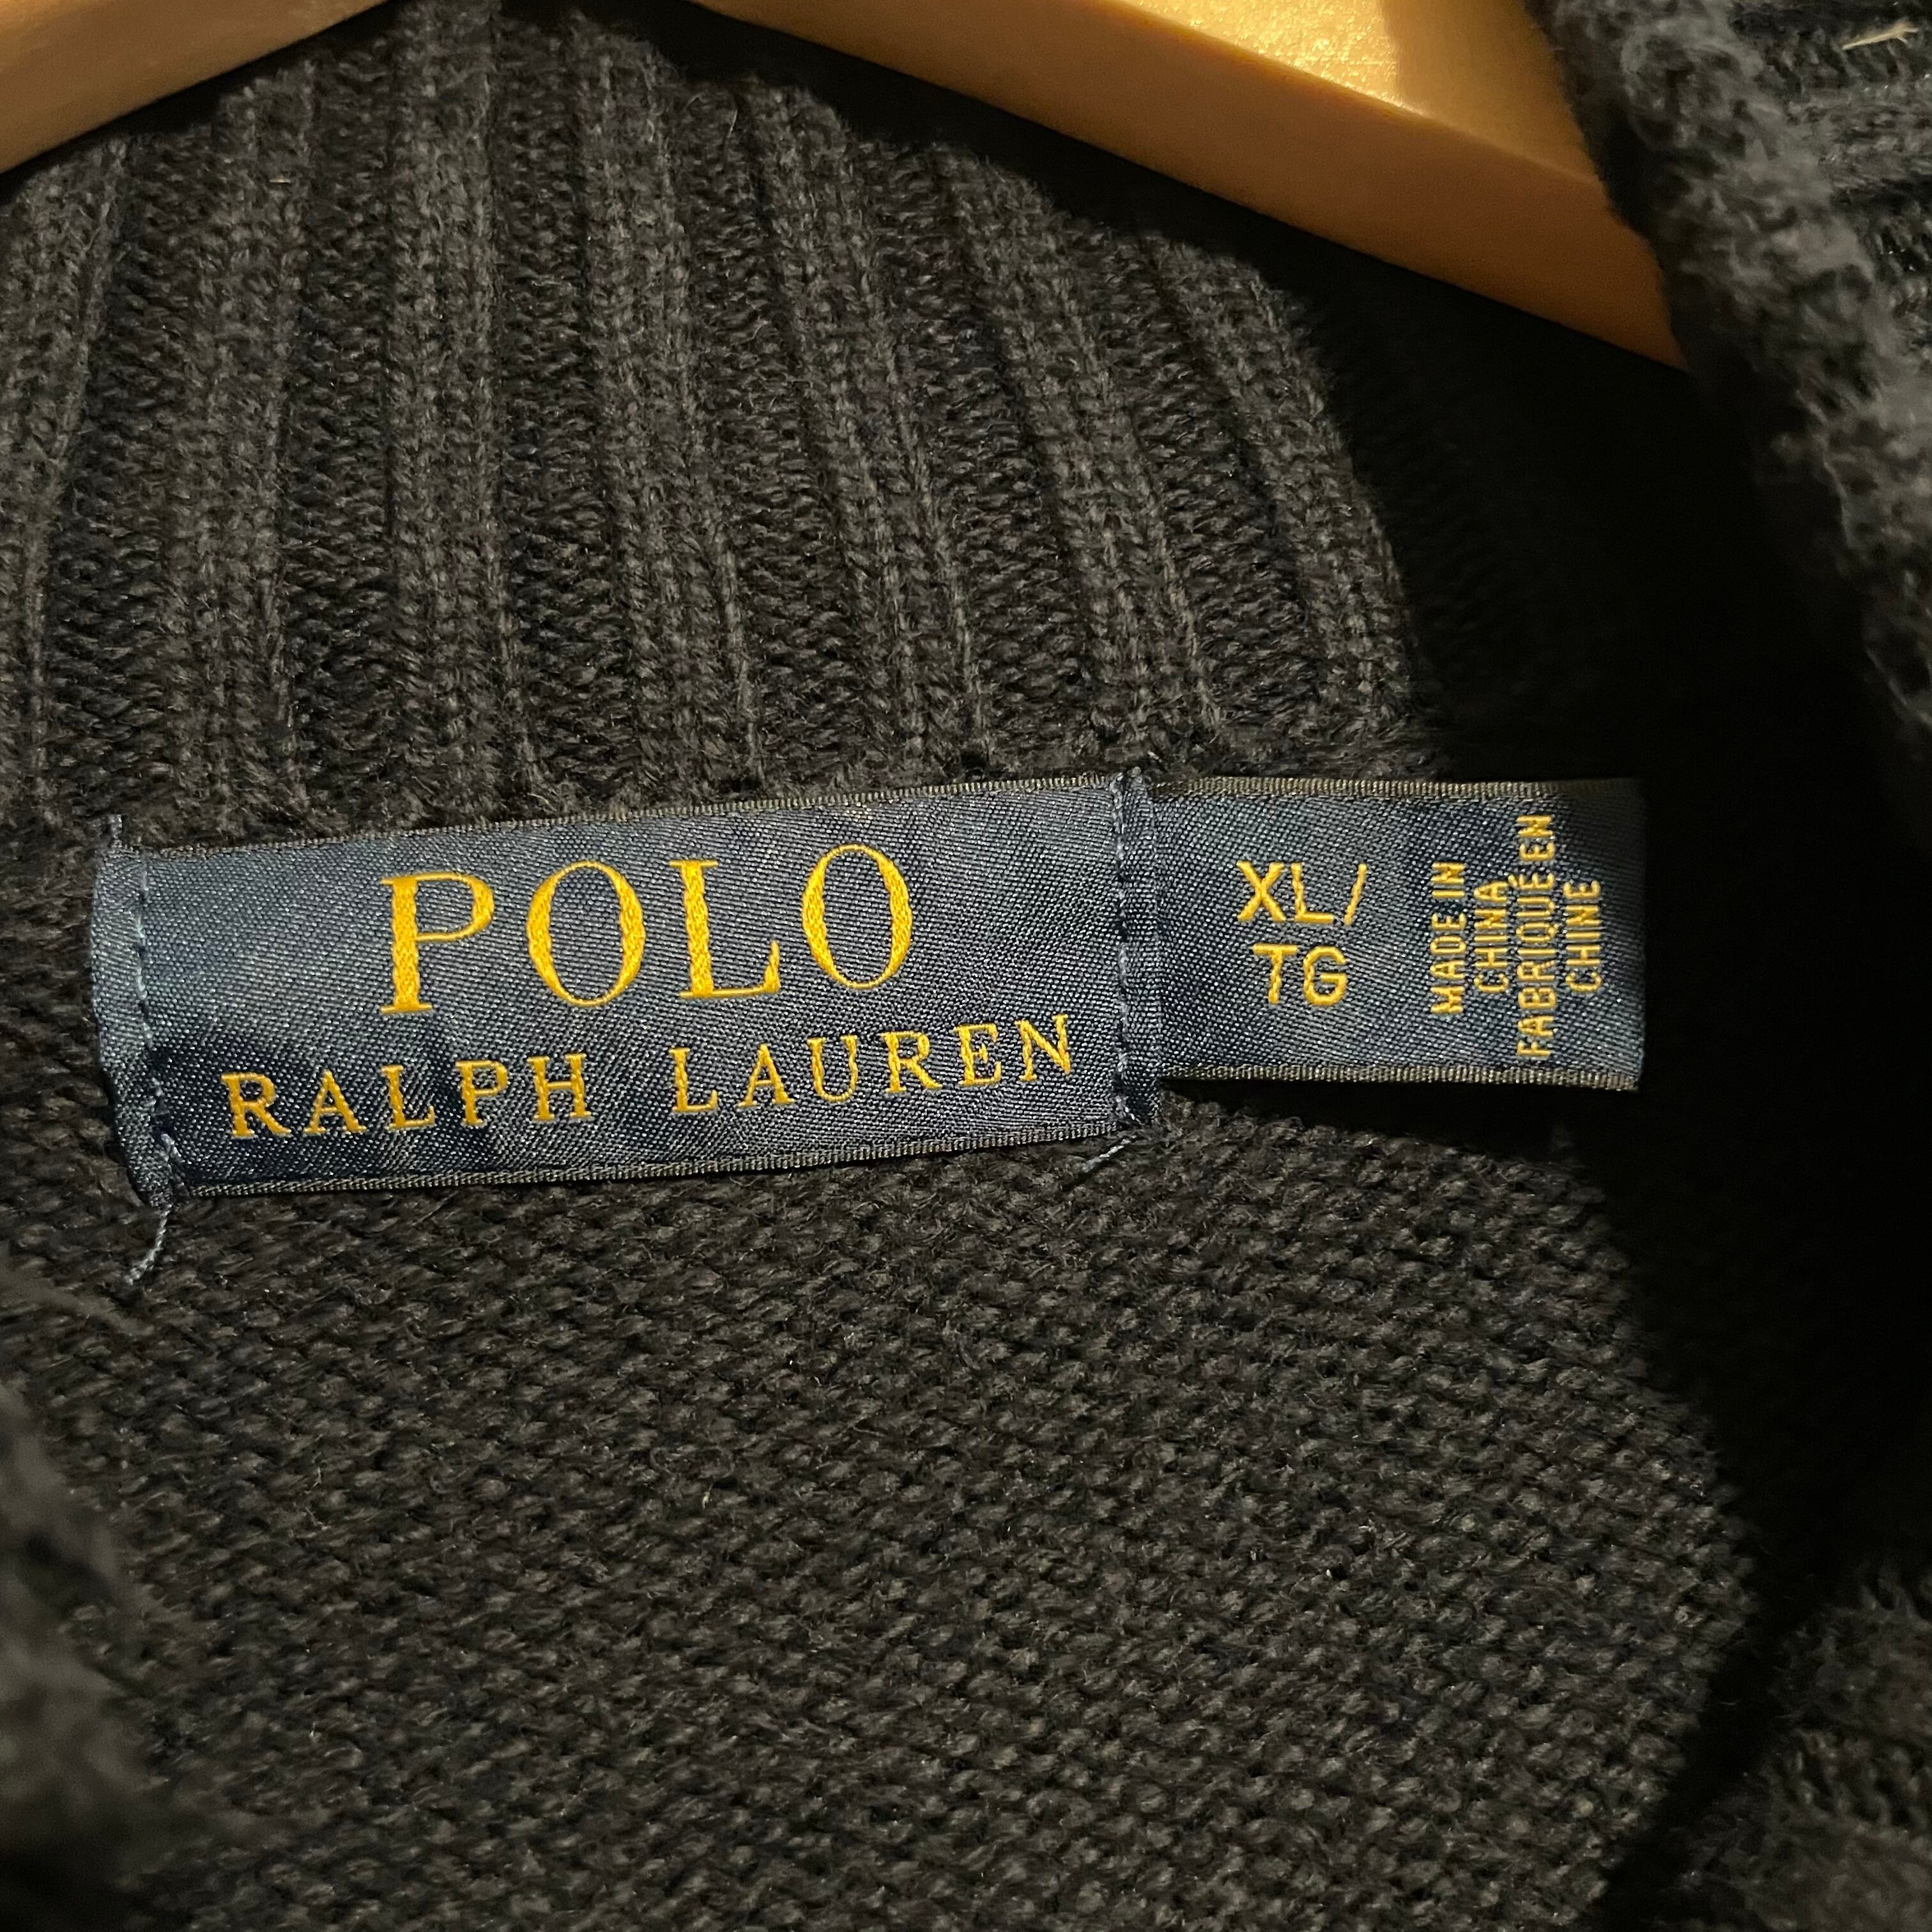 POLO
RALPH LAUREN
XL/
TG
MADE IN
CHINA
FABRIQUÉ EN
CHINE